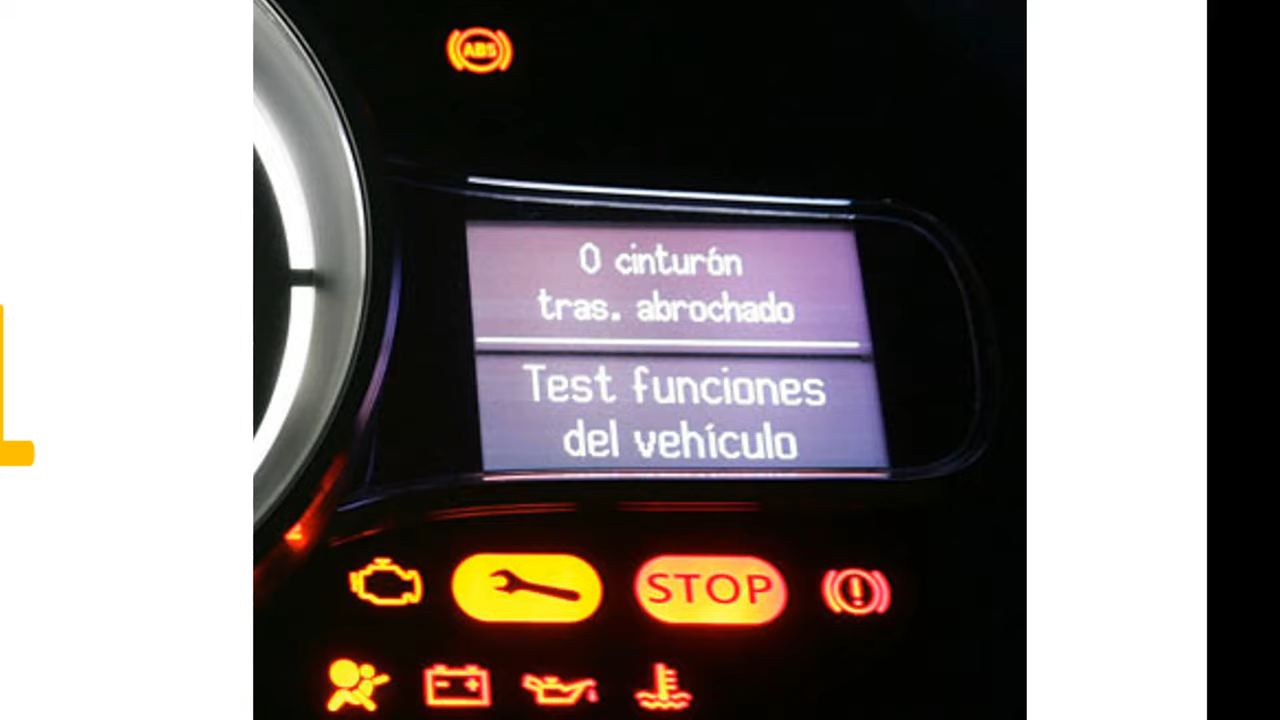 ABS
0 cinturón
tras. abrochado
Test funciones
del vehículo
STOP